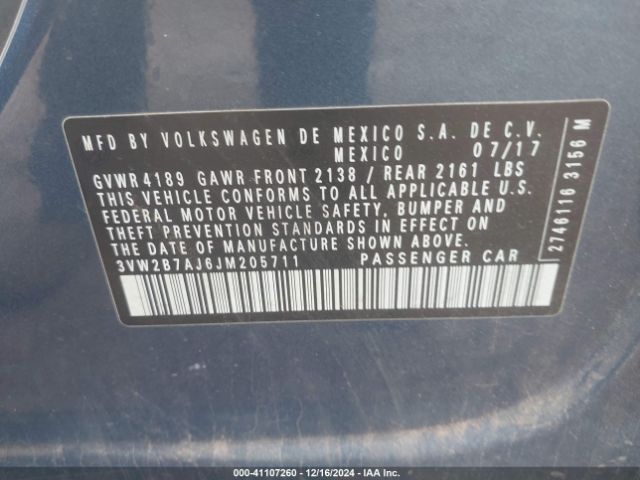 MFD BY VOLKSWAGEN DE MEXICO S.A. DE C.V.
MEXICO 07/17
GVWR 4189 GAWR FRONT 2138 / REAR 2161 LBS
THIS VEHICLE CONFORMS TO ALL APPLICABLE U.S.
FEDERAL MOTOR VEHICLE SAFETY, BUMPER AND
THEFT PREVENTION STANDARDS IN EFFECT ON
THE DATE OF MANUFACTURE SHOWN ABOVE.
3VW2B7AJ6JM205711 PASSENGER CAR
2746116 3156 M
000-41107260 | 12/16/2024 | IAA Inc.